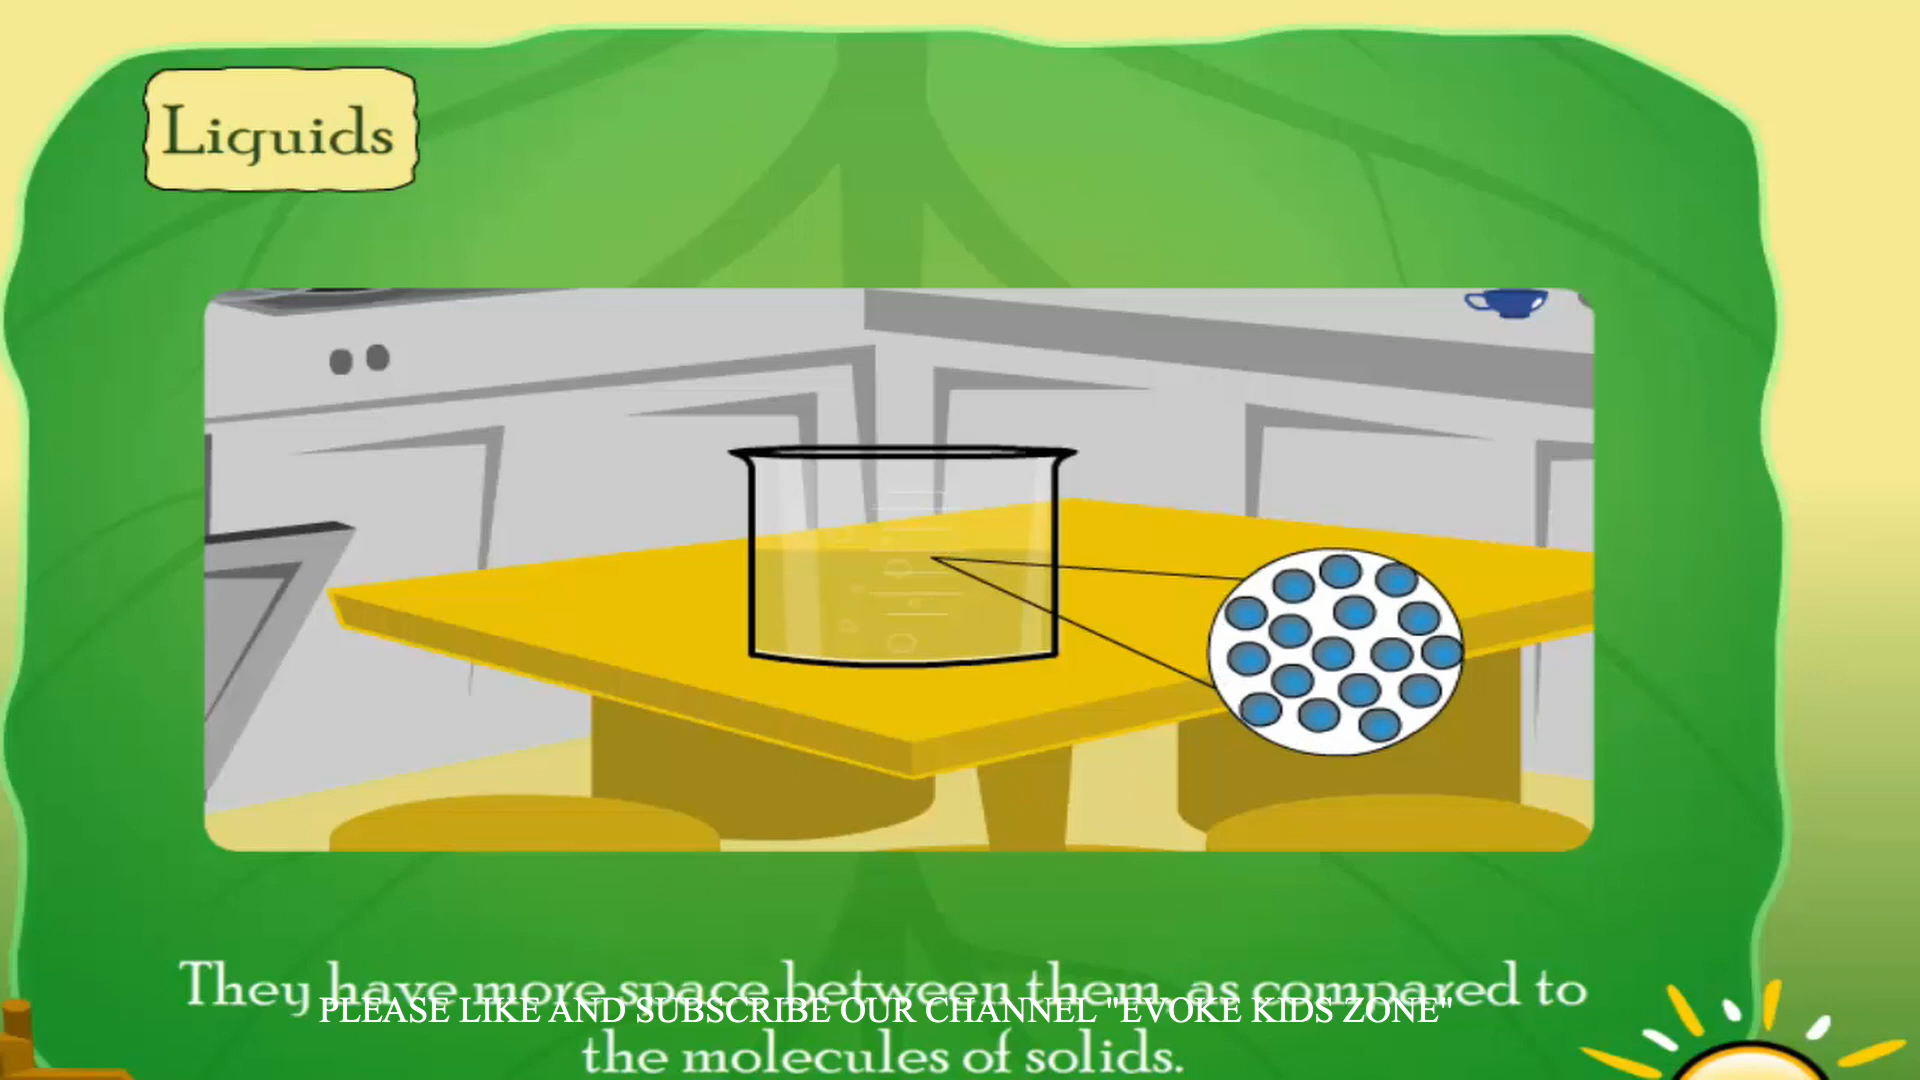 Liquids
They have more space between them, as compared to
PLEASE LIKE AND SUBSCRIBE OUR CHANNEL "EVOKE KIDS ZONE"
the molecules of solids.